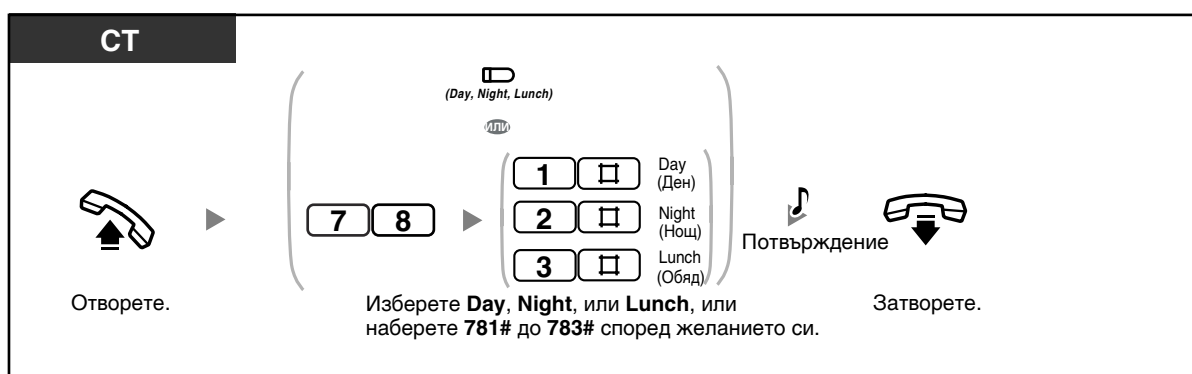 СТ
(Day, Night, Lunch)
или
1 # Day
(Ден)
7 8 2 # Night
(Нощ)
3 # Lunch
(Обяд)
Потвърждение
Отворете.
Изберете Day, Night, или Lunch, или
наберете 781# до 783# според желанието си.
Затворете.